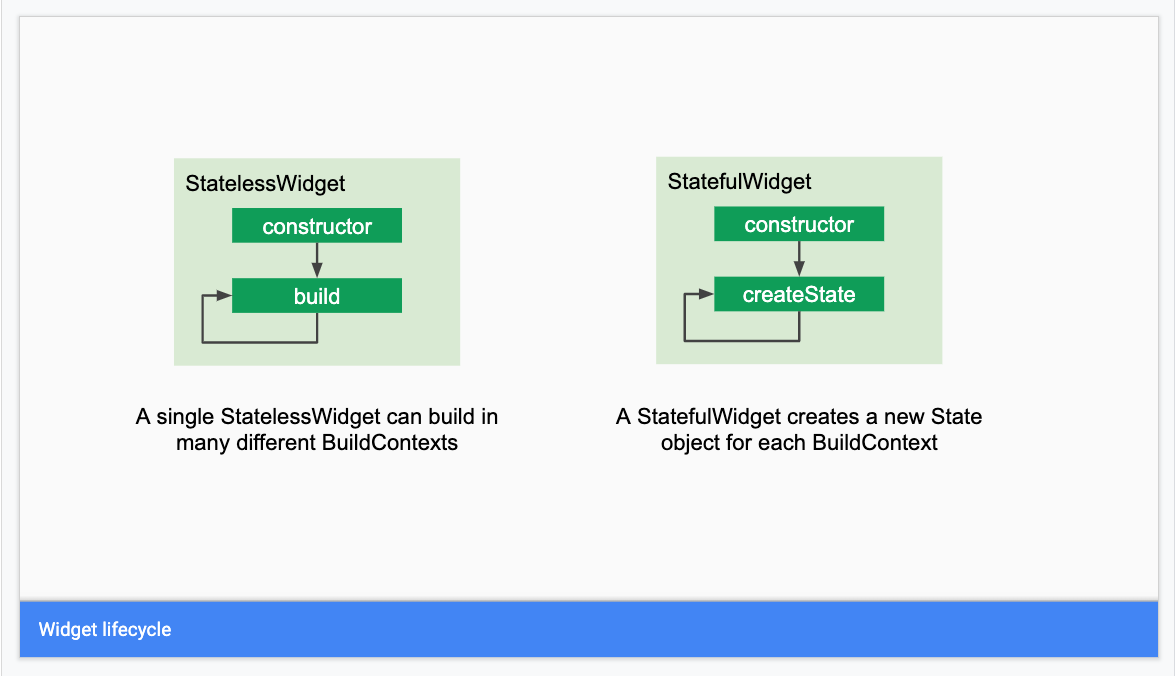 StatelessWidget
constructor
build
A single StatelessWidget can build in
many different BuildContexts
StatefulWidget
constructor
createState
A StatefulWidget creates a new State
object for each BuildContext
Widget lifecycle